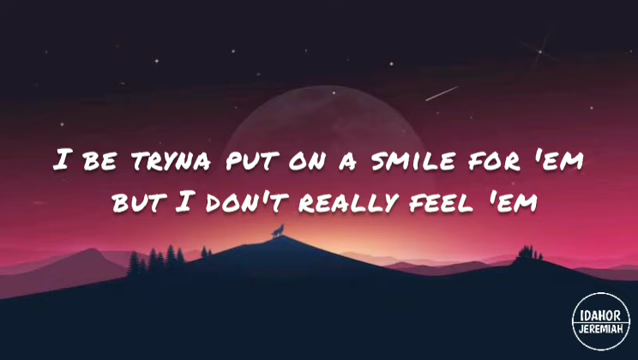 I BE TRYNA PUT ON A SMILE FOR 'EM
BUT I DON'T REALLY FEEL 'EM
IDAHOR
JEREMIAH